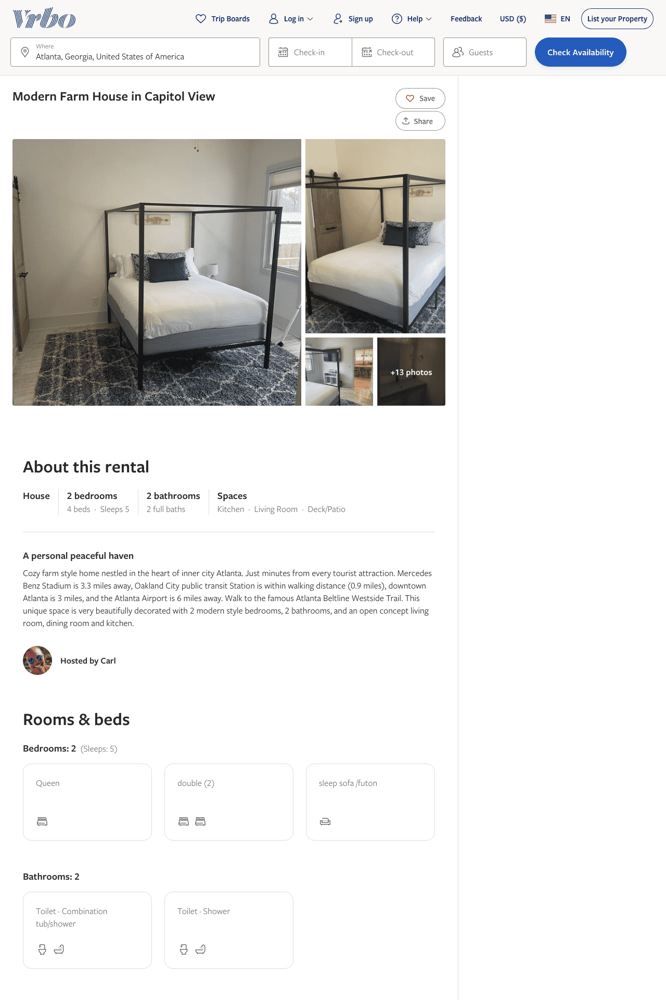 Vrbo
Trip Boards
Log in
Sign up
Help
Feedback
USD ($)
EN
List your Property
Where
Atlanta, Georgia, United States of America
Check-in
Check-out
Guests
Check Availability
Modern Farm House in Capitol View
Save
Share
+13 photos
About this rental
House
2 bedrooms
4 beds · Sleeps 5
2 bathrooms
2 full baths
Spaces
Kitchen · Living Room · Deck/Patio
A personal peaceful haven
Cozy farm style home nestled in the heart of inner city Atlanta. Just minutes from every tourist attraction. Mercedes
Benz Stadium is 3.3 miles away, Oakland City public transit Station is within walking distance (0.9 miles), downtown
Atlanta is 3 miles, and the Atlanta Airport is 6 miles away. Walk to the famous Atlanta Beltline Westside Trail. This
unique space is very beautifully decorated with 2 modern style bedrooms, 2 bathrooms, and an open concept living
room, dining room and kitchen.
Hosted by Carl
Rooms & beds
Bedrooms: 2 (Sleeps: 5)
Queen
double (2)
sleep sofa /futon
Bathrooms: 2
Toilet · Combination
tub/shower
Toilet · Shower